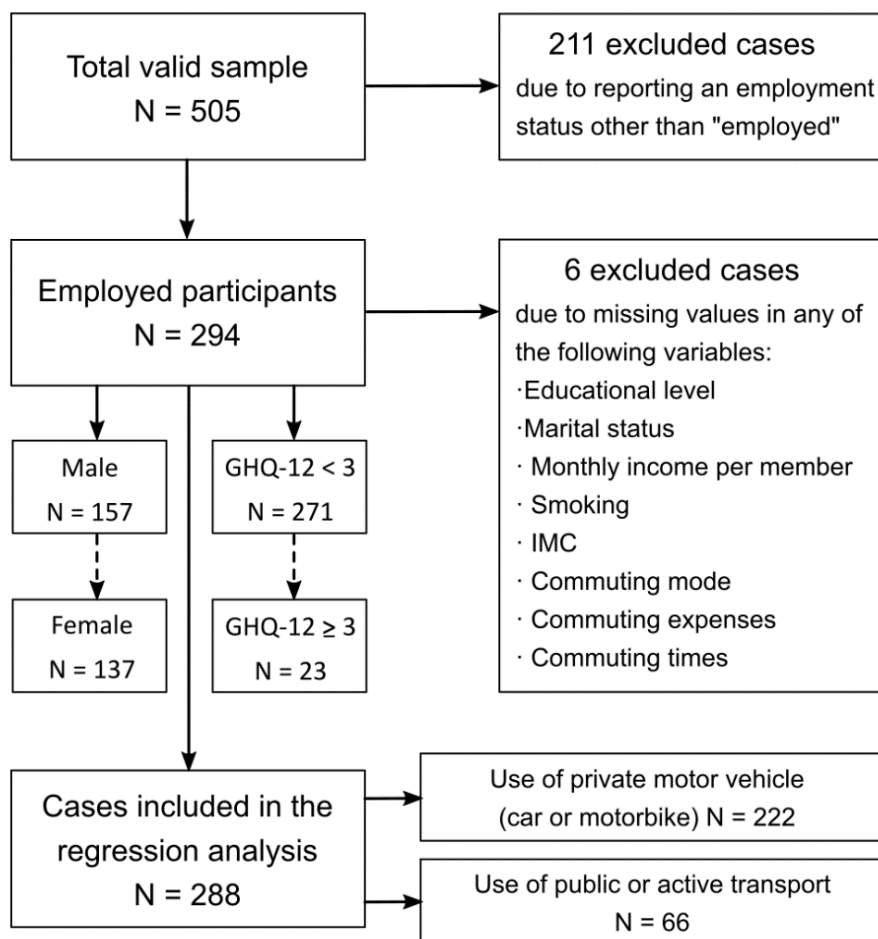 Total valid sample
N = 505
211 excluded cases
due to reporting an employment
status other than "employed"
Employed participants
N = 294
6 excluded cases
due to missing values in any of
the following variables:
·Educational level
·Marital status
· Monthly income per member
· Smoking
· IMC
· Commuting mode
· Commuting expenses
· Commuting times
Male
N = 157
GHQ-12 < 3
N = 271
Female
N = 137
GHQ-12 ≥ 3
N = 23
Cases included in the
regression analysis
N = 288
Use of private motor vehicle
(car or motorbike) N = 222
Use of public or active transport
N = 66